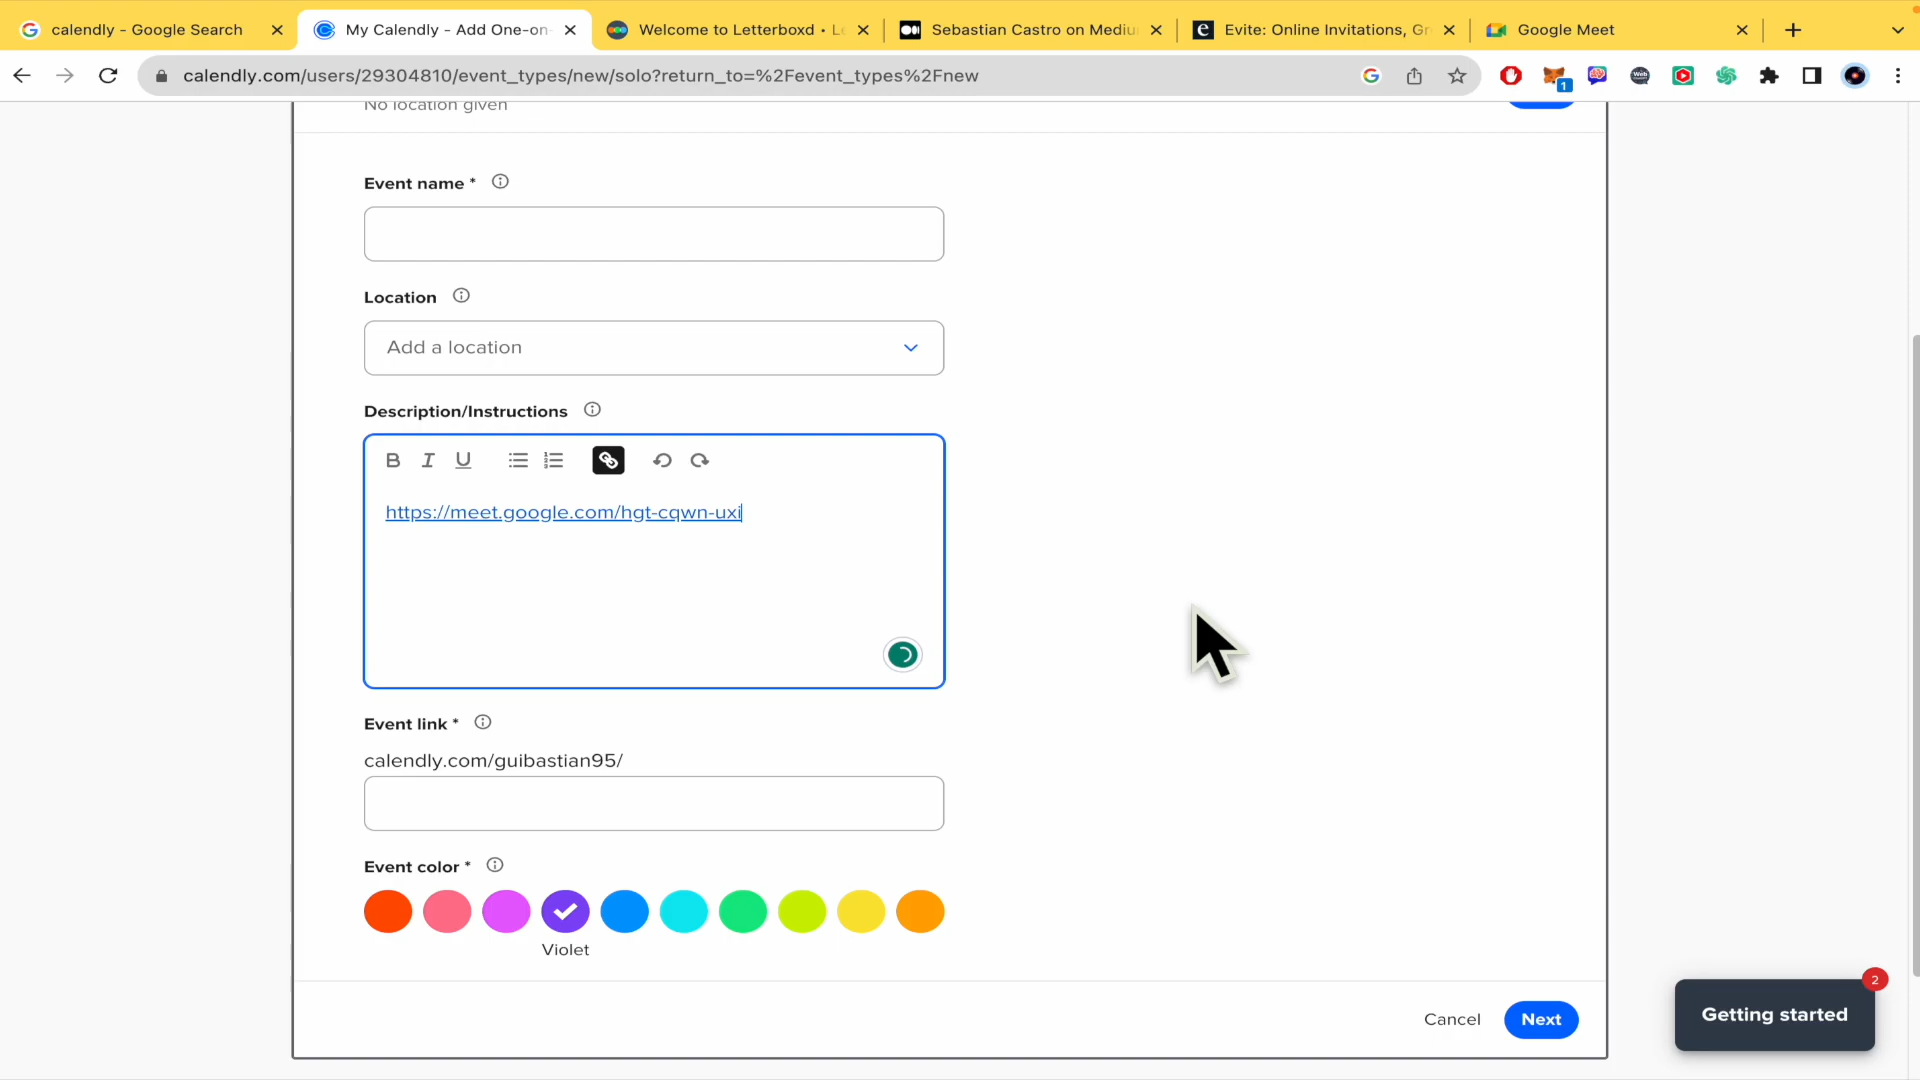 calendly - Google Search
My Calendly - Add One-on-
Welcome to Letterboxd • Le
Sebastian Castro on Mediu
Evite: Online Invitations, Gr
Google Meet
calendly.com/users/29304810/event_types/new/solo?return_to=%2Fevent_types%2Fnew
1
No location given
Event name *
Location
Add a location
Description/Instructions
B I U
https://meet.google.com/hgt-cqwn-uxi
Event link *
calendly.com/guibastian95/
Event color *
Violet
Cancel
Next
2
Getting started